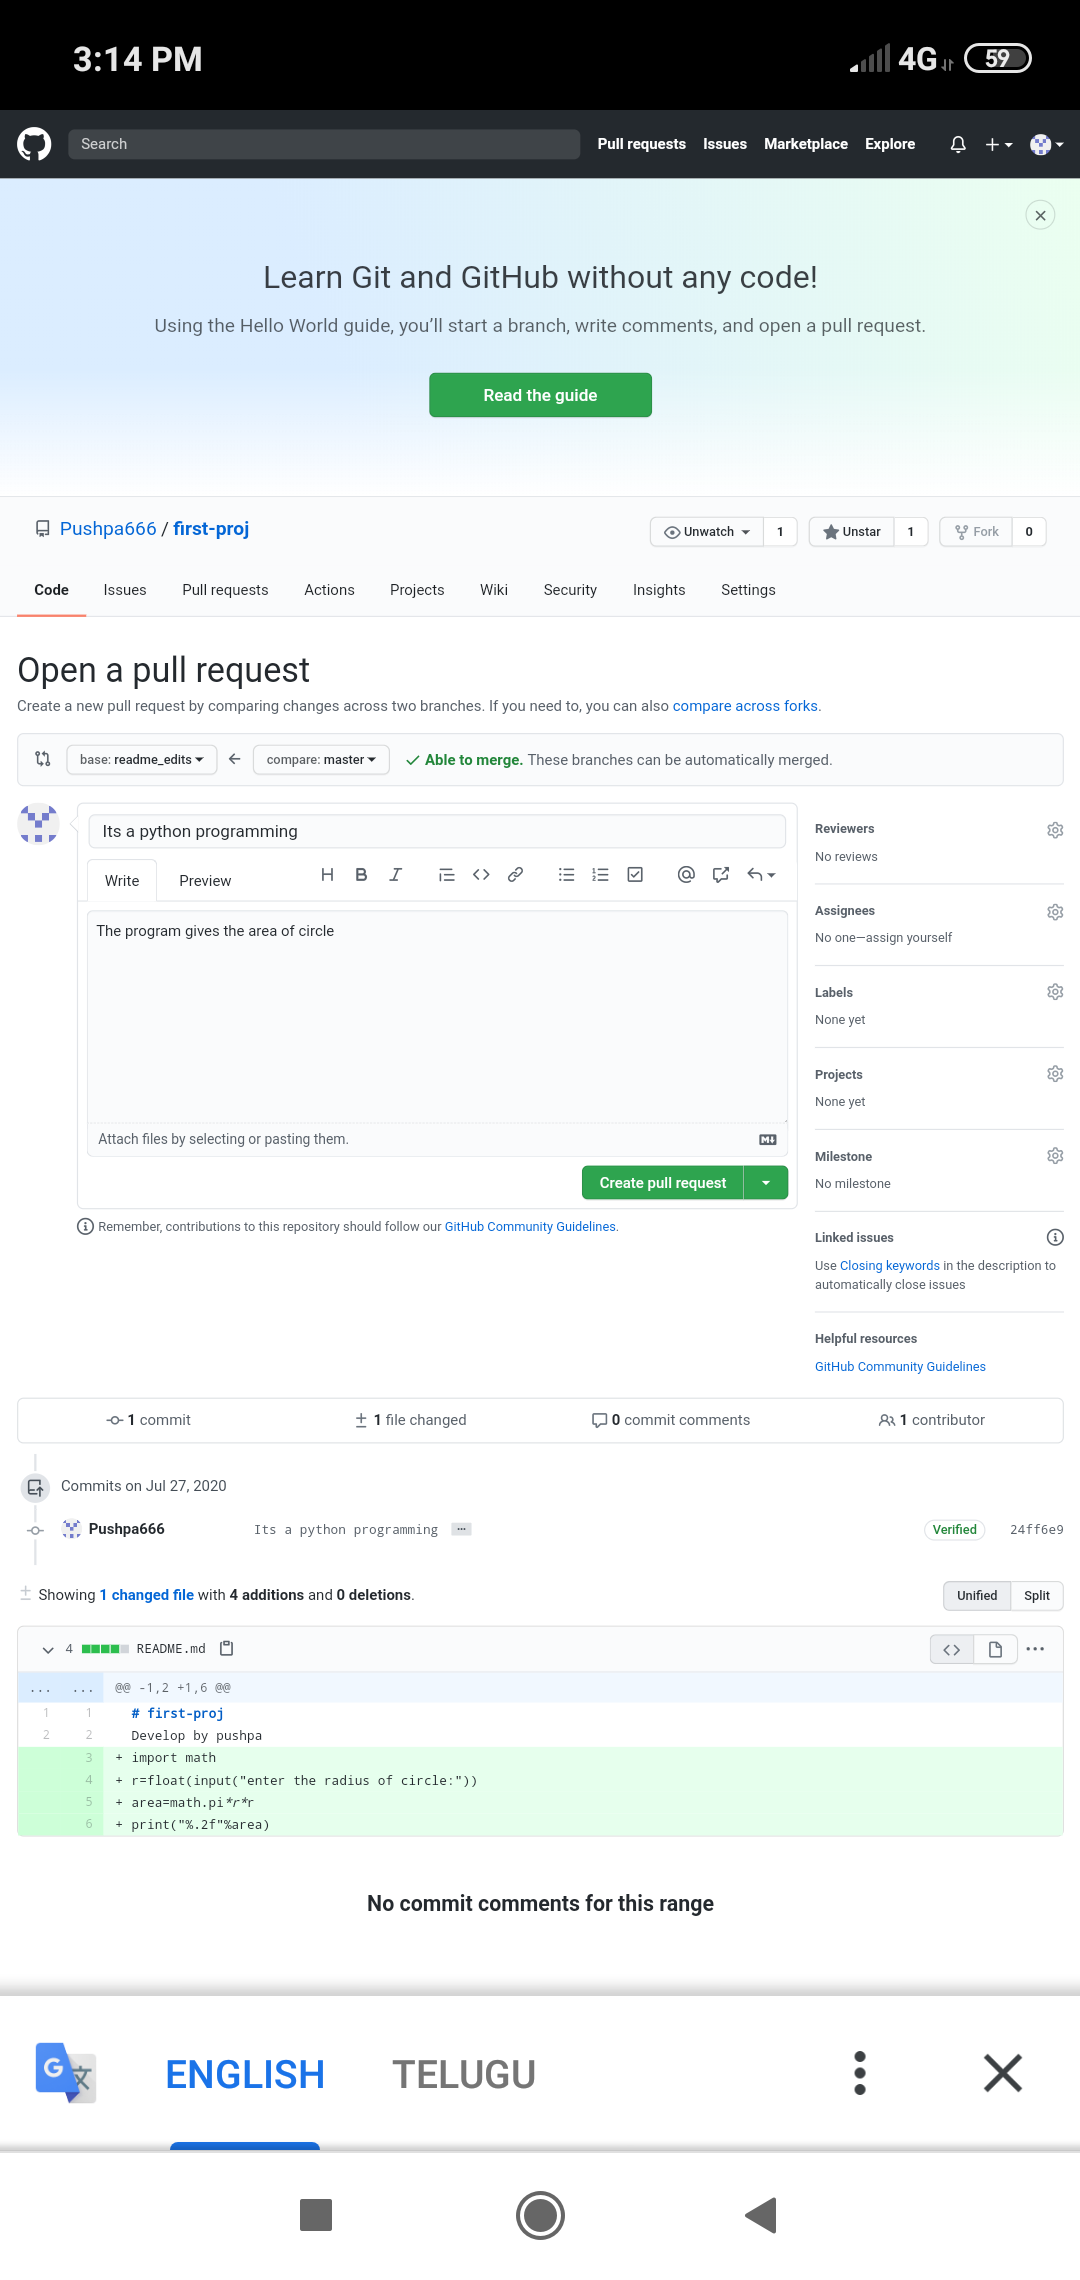 3:14 PM 4G 59
Search Pull requests Issues Marketplace Explore
Learn Git and GitHub without any code!
Using the Hello World guide, you’ll start a branch, write comments, and open a pull request.
Read the guide
Pushpa666 / first-proj Unwatch 1 Unstar 1 Fork 0
Code Issues Pull requests Actions Projects Wiki Security Insights Settings
Open a pull request
Create a new pull request by comparing changes across two branches. If you need to, you can also compare across forks.
base: readme_edits compare: master Able to merge. These branches can be automatically merged.
Its a python programming
Write Preview
The program gives the area of circle
Attach files by selecting or pasting them.
Create pull request
Remember, contributions to this repository should follow our GitHub Community Guidelines.
Reviewers
No reviews
Assignees
No one—assign yourself
Labels
None yet
Projects
None yet
Milestone
No milestone
Linked issues
Use Closing keywords in the description to
automatically close issues
Helpful resources
GitHub Community Guidelines
1 commit 1 file changed 0 commit comments 1 contributor
Commits on Jul 27, 2020
Pushpa666 Its a python programming … Verified 24ff6e9
Showing 1 changed file with 4 additions and 0 deletions. Unified Split
4 README.md
... ... @@ -1,2 +1,6 @@
1 1 # first-proj
2 2 Develop by pushpa
3 + import math
4 + r=float(input("enter the radius of circle:"))
5 + area=math.pi*r*r
6 + print("%.2f"%area)
No commit comments for this range
ENGLISH TELUGU